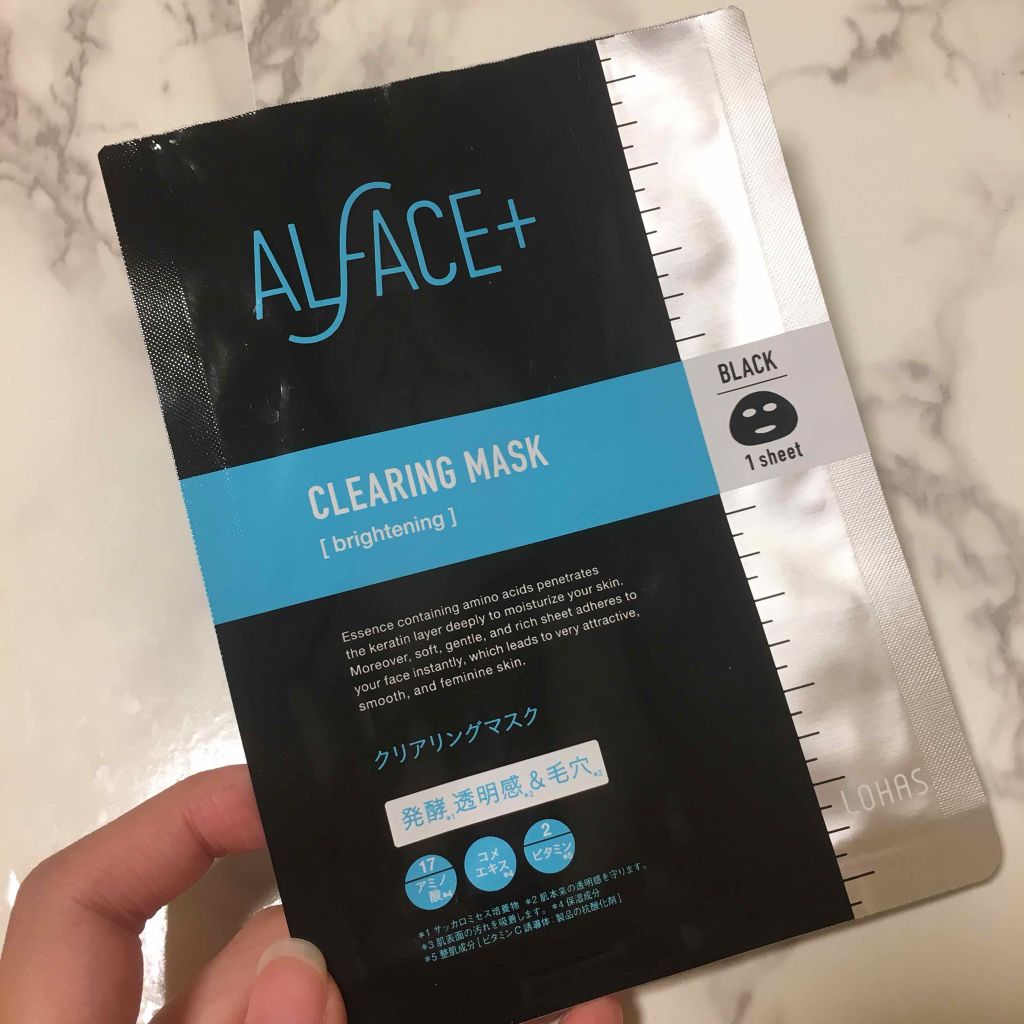 ALFACE+
BLACK
1 sheet
CLEARING MASK
[ brightening ]
Essence containing amino acids penetrates
the keratin layer deeply to moisturize your skin.
Moreover, soft, gentle, and rich sheet adheres to
your face instantly, which leads to very attractive,
smooth, and feminine skin.
クリアリングマスク
発酵*1透明感*2&毛穴*3
17
アミノ
酸*4
コメ
エキス*4
2
ビタミン
*5
*1 サッカロミセス培養物 *2 肌本来の透明感を守ります。
*3 肌表面の汚れを吸着します。 *4 保湿成分
*5 整肌成分 [ ビタミンC誘導体 : 製品の抗酸化剤 ]
LOHAS